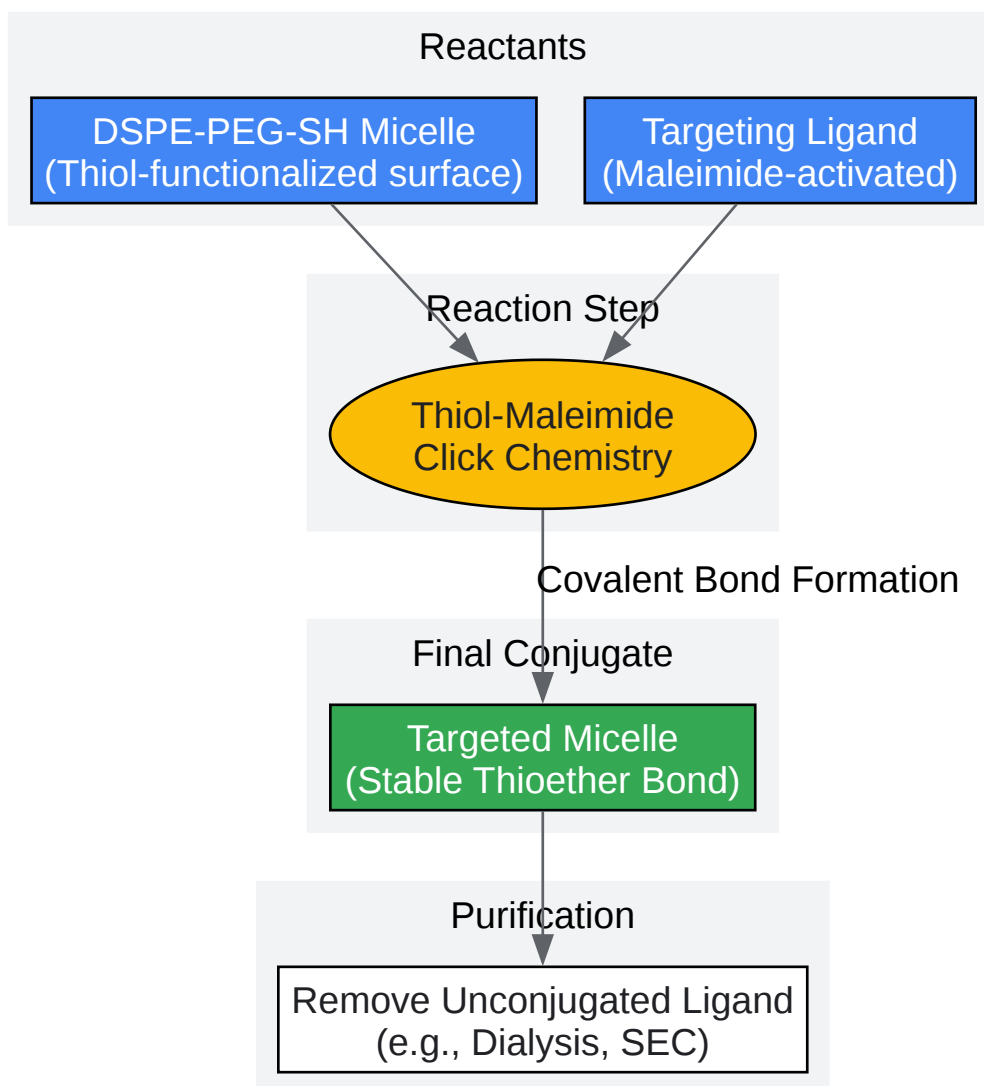 Reactants
DSPE-PEG-SH Micelle
(Thiol-functionalized surface)
Targeting Ligand
(Maleimide-activated)
Reaction Step
Thiol-Maleimide
Click Chemistry
Covalent Bond Formation
Final Conjugate
Targeted Micelle
(Stable Thioether Bond)
Purification
Remove Unconjugated Ligand
(e.g., Dialysis, SEC)